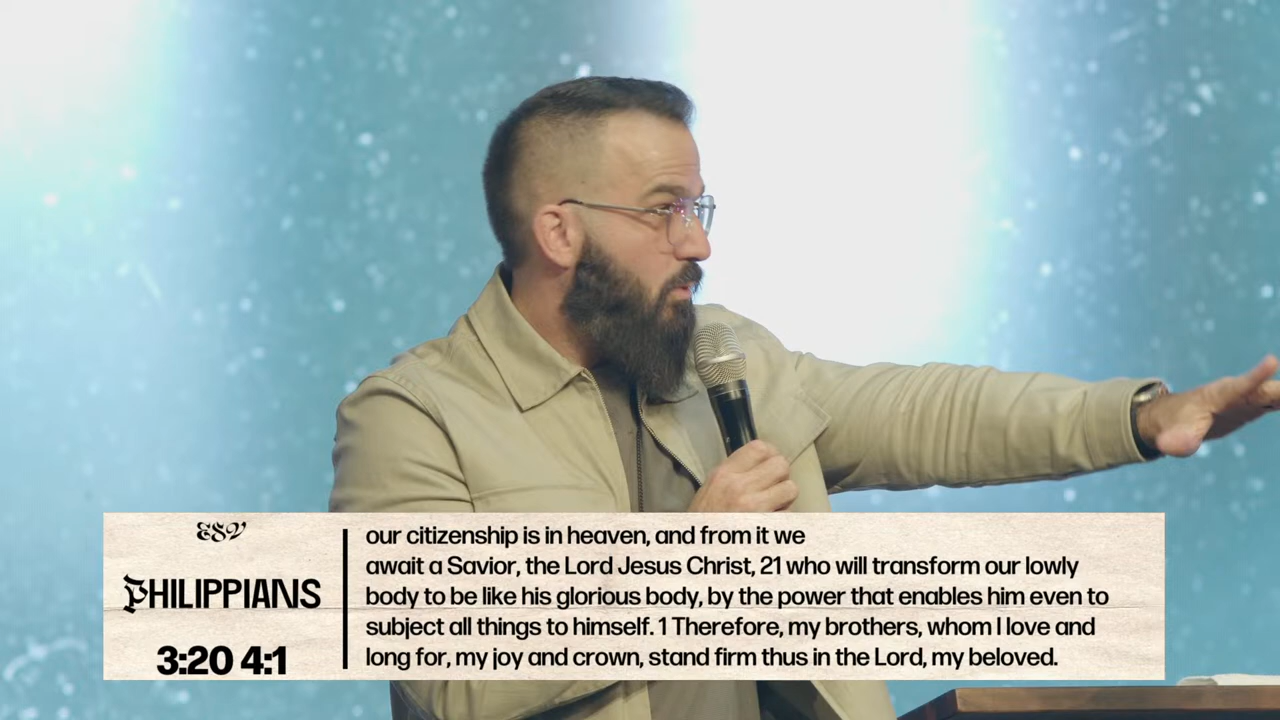 ESV
PHILIPPIANS
3:20 4:1
our citizenship is in heaven, and from it we
await a Savior, the Lord Jesus Christ, 21 who will transform our lowly
body to be like his glorious body, by the power that enables him even to
subject all things to himself. 1 Therefore, my brothers, whom I love and
long for, my joy and crown, stand firm thus in the Lord, my beloved.